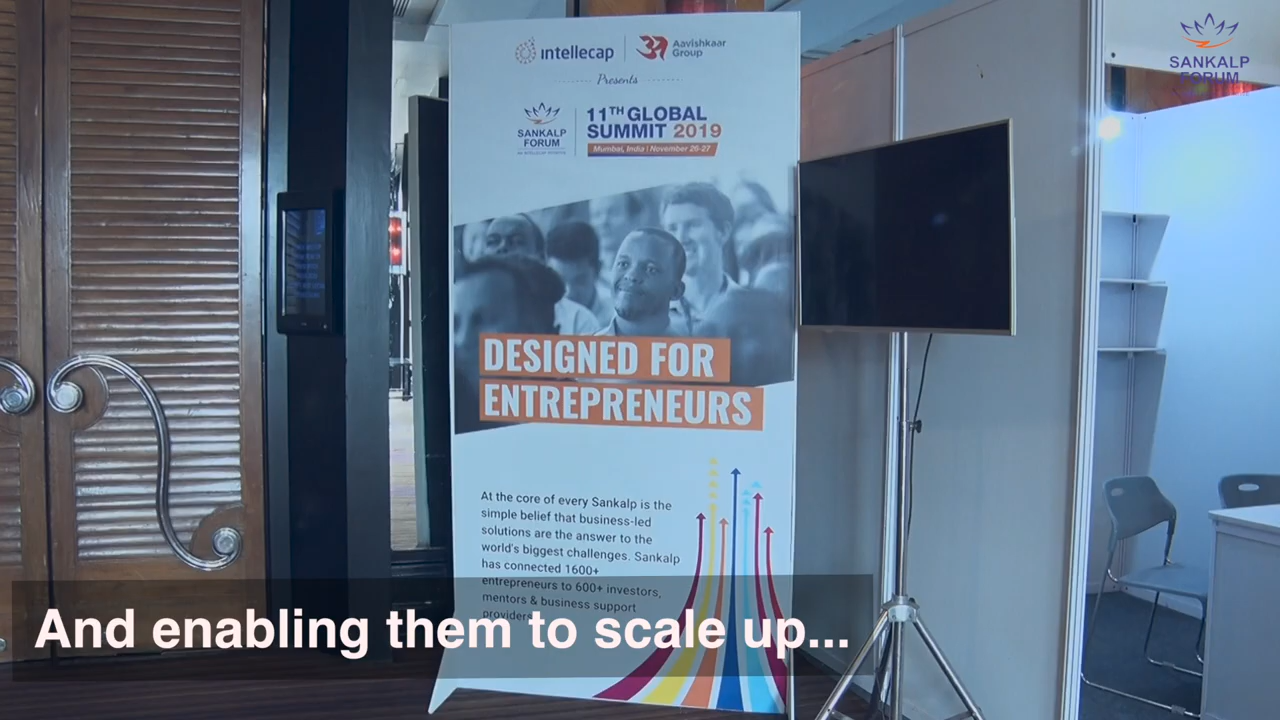 intellecap
Aavishkaar
Group
Presents
SANKALP
FORUM
11TH GLOBAL
SUMMIT 2019
Mumbai, India | November 26-27
SANKALP
FORUM
DESIGNED FOR
ENTREPRENEURS
At the core of every Sankalp is the
simple belief that business-led
solutions are the answer to the
world's biggest challenges. Sankalp
has connected 1600+
entrepreneurs to 600+ investors,
mentors & business support
providers
And enabling them to scale up...